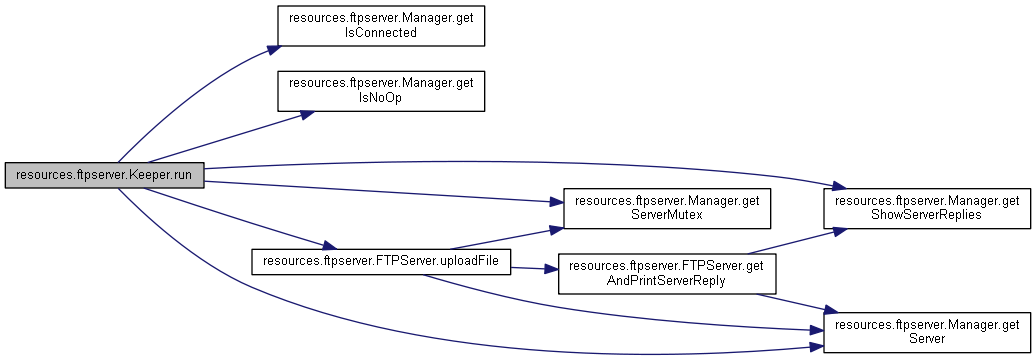 resources.ftpserver.Manager.get
IsConnected
resources.ftpserver.Manager.get
IsNoOp
resources.ftpserver.Keeper.run
resources.ftpserver.Manager.get
ServerMutex
resources.ftpserver.Manager.get
ShowServerReplies
resources.ftpserver.FTPServer.uploadFile
resources.ftpserver.FTPServer.get
AndPrintServerReply
resources.ftpserver.Manager.get
Server